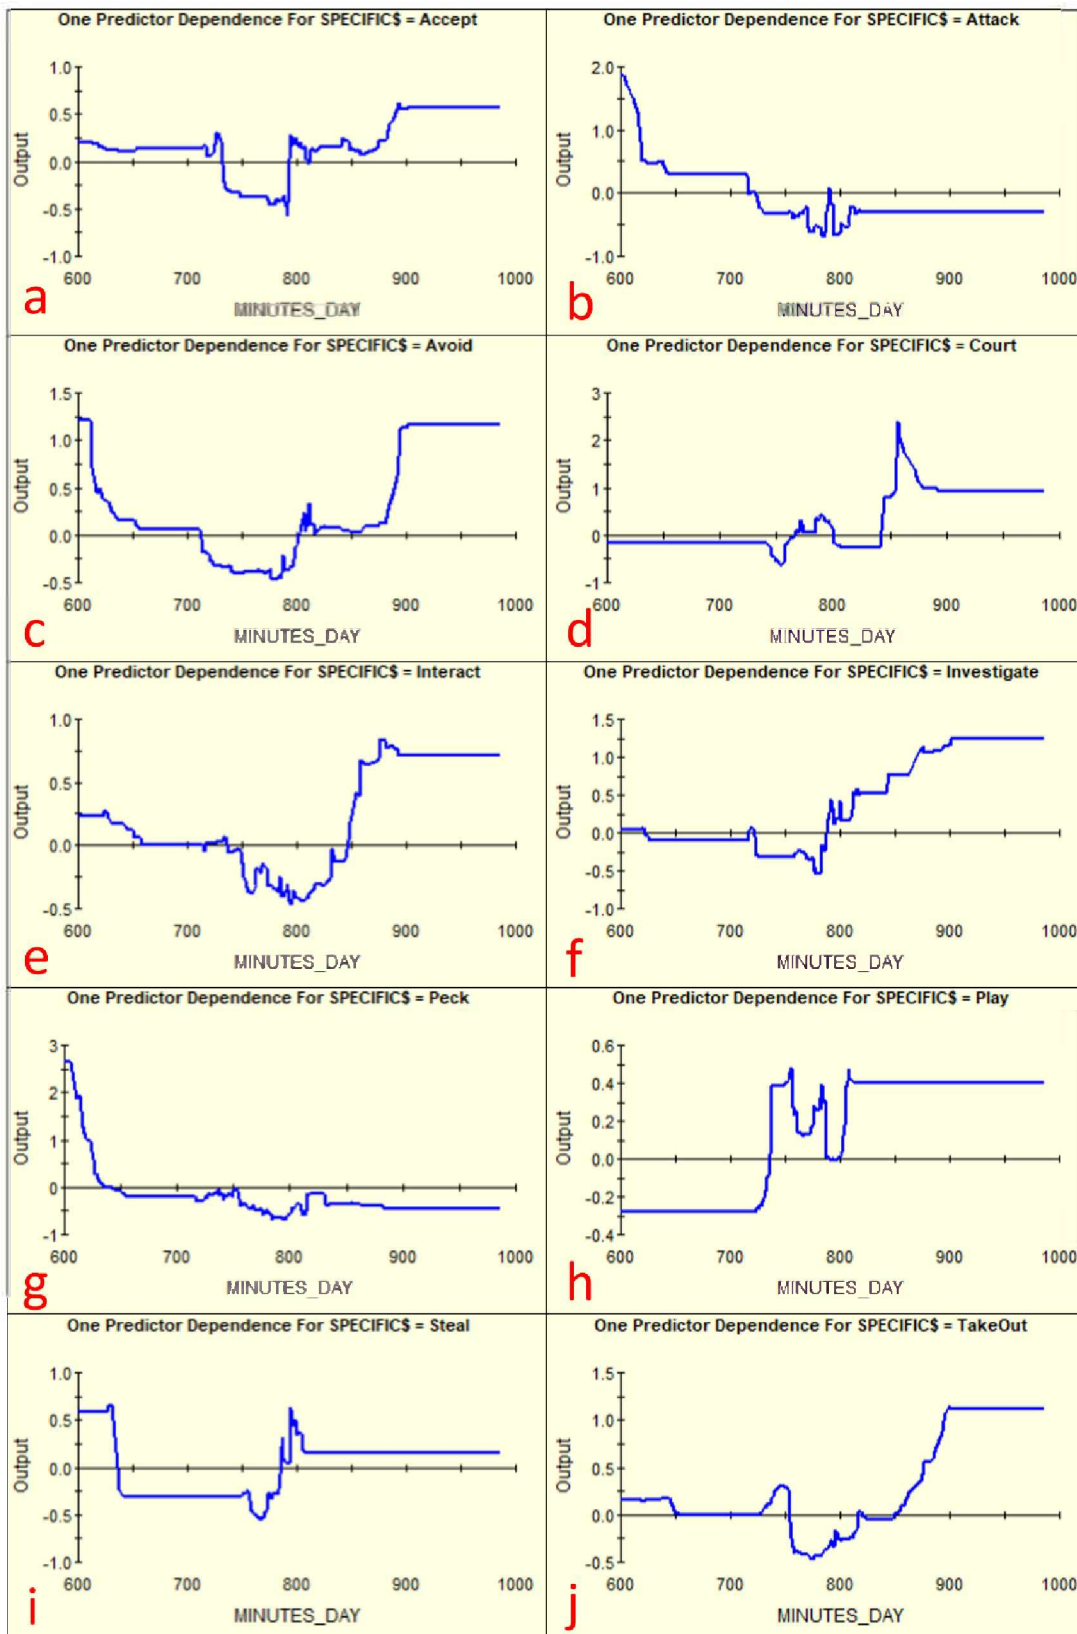 One Predictor Dependence For SPECIFIC$ = Accept
1.0
0.5
0.0
-0.5
-1.0
Output
600 700 800 900 1000
MINUTES_DAY
a
One Predictor Dependence For SPECIFIC$ = Attack
2.0
1.0
0.0
-1.0
Output
600 700 800 900 1000
MINUTES_DAY
b
One Predictor Dependence For SPECIFIC$ = Avoid
1.5
1.0
0.5
0.0
-0.5
Output
600 700 800 900 1000
MINUTES_DAY
c
One Predictor Dependence For SPECIFIC$ = Court
3
2
1
0
-1
Output
600 700 800 900 1000
MINUTES_DAY
d
One Predictor Dependence For SPECIFIC$ = Interact
1.0
0.5
0.0
-0.5
Output
600 700 800 900 1000
MINUTES_DAY
e
One Predictor Dependence For SPECIFIC$ = Investigate
1.5
1.0
0.5
0.0
-0.5
-1.0
Output
600 700 800 900 1000
MINUTES_DAY
f
One Predictor Dependence For SPECIFIC$ = Peck
3
2
1
0
-1
Output
600 700 800 900 1000
MINUTES_DAY
g
One Predictor Dependence For SPECIFIC$ = Play
0.6
0.4
0.2
0.0
-0.2
-0.4
Output
600 700 800 900 1000
MINUTES_DAY
h
One Predictor Dependence For SPECIFIC$ = Steal
1.0
0.5
0.0
-0.5
-1.0
Output
600 700 800 900 1000
MINUTES_DAY
i
One Predictor Dependence For SPECIFIC$ = TakeOut
1.5
1.0
0.5
0.0
-0.5
Output
600 700 800 900 1000
MINUTES_DAY
j